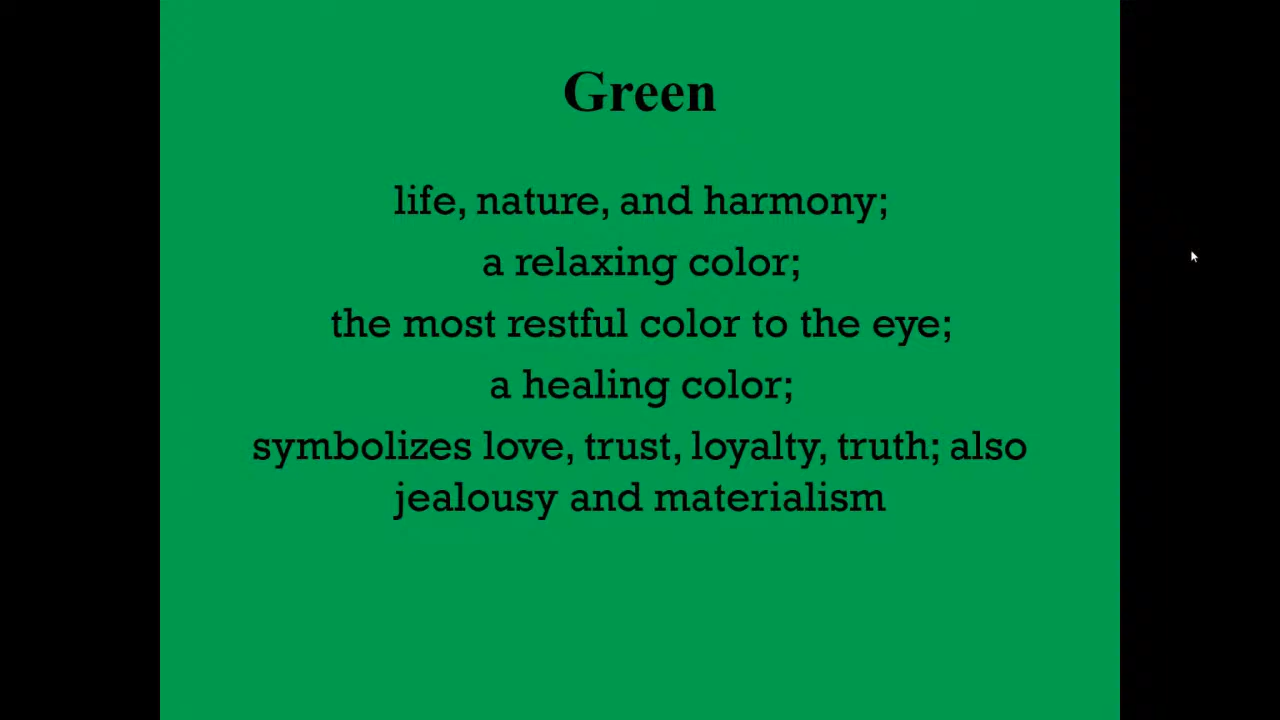 Green
life, nature, and harmony;
a relaxing color;
the most restful color to the eye;
a healing color;
symbolizes love, trust, loyalty, truth; also
jealousy and materialism